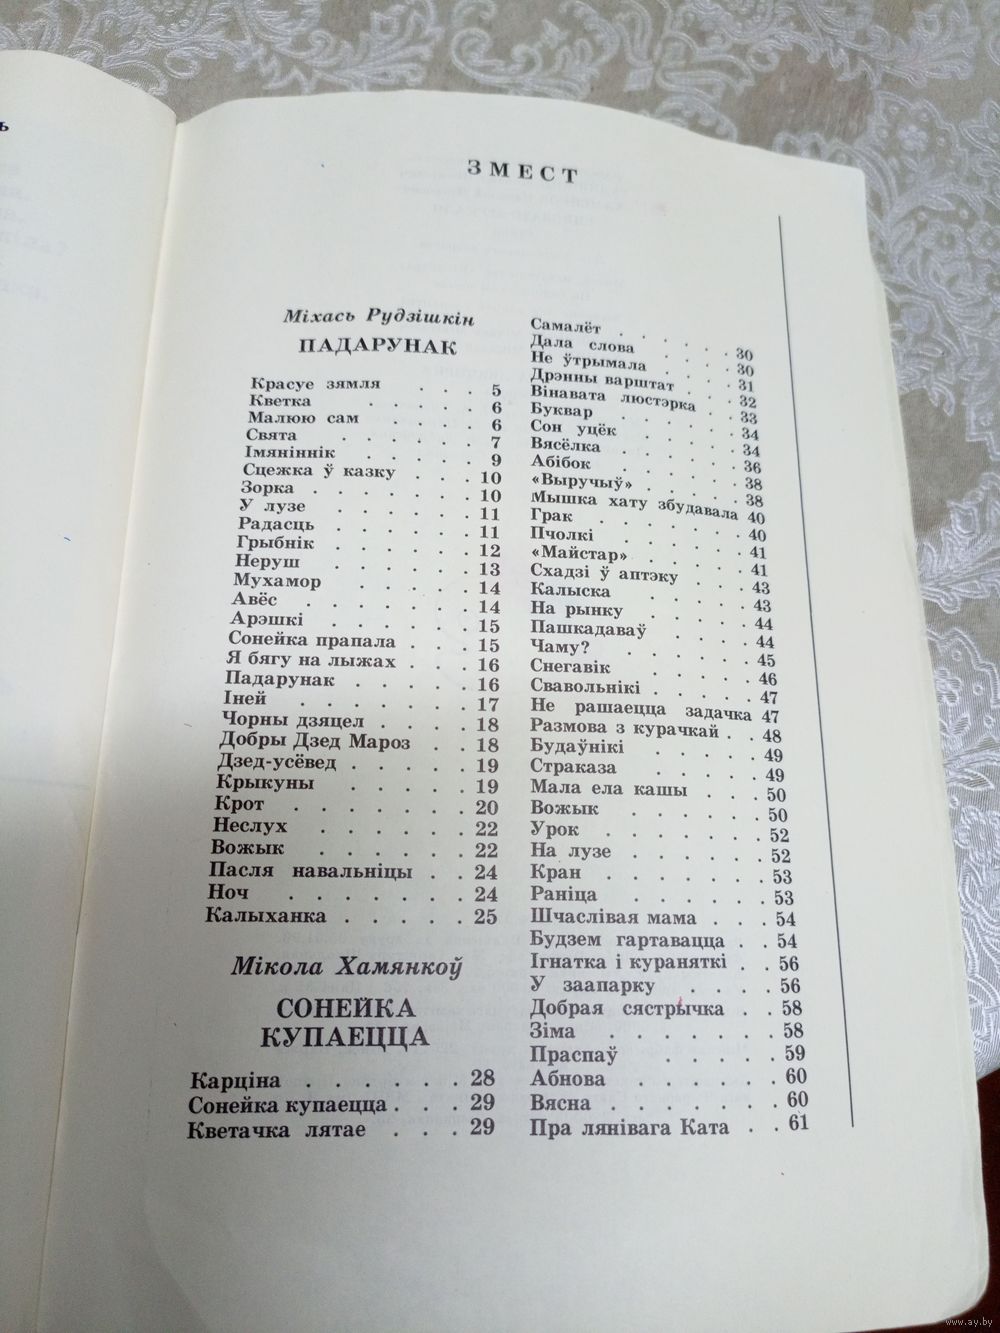 ь
ЗМЕСТ
Міхась Рудзішкін
ПАДАРУНАК
Красуе зямля . . . 5
Кветка . . . . . 6
Малюю сам . . . . 6
Свята . . . . . 7
Імяніннік . . . . 9
Сцежка ў казку . . . 10
Зорка . . . . . . 10
У лузе . . . . . 11
Радасць . . . . . 11
Грыбнік . . . . . 12
Неруш . . . . . 13
Мухамор . . . . 14
Авёс . . . . . . 14
Арэшкі . . . . . 15
Сонейка прапала . . . 15
Я бягу на лыжах . . . 16
Падарунак . . . . . 16
Іней . . . . . . 17
Чорны дзяцел . . . . 18
Добры Дзед Мароз . . 18
Дзед-усёвед . . . . . 19
Крыкуны . . . . . 19
Крот . . . . . . . 20
Неслух . . . . . . 22
Вожык . . . . . . 22
Пасля навальніцы . . 24
Ноч . . . . . . 24
Калыханка . . . . . 25
Мікола Хамянкоў
СОНЕЙКА
КУПАЕЦЦА
Карціна . . . . . . 28
Сонейка купаецца . . . 29
Кветачка лятае . . . 29
Самалёт . . . . . . 30
Дала слова . . . . 30
Не ўтрымала . . . . 31
Дрэнны варштат . . . 32
Вінавата люстэрка . . 33
Буквар . . . . . . 34
Сон уцёк . . . . . 34
Вясёлка . . . . . . 36
Абібок . . . . . . 38
«Выручыў» . . . . . 38
Мышка хату збудавала 40
Грак . . . . . . 40
Пчолкі . . . . . 41
«Майстар» . . . . . 41
Схадзі ў аптэку . . . 43
Калыска . . . . . 43
На рынку . . . . . 44
Пашкадаваў . . . . 44
Чаму? . . . . . 45
Снегавік . . . . . 46
Свавольнікі . . . . . 47
Не рашаецца задачка 47
Размова з курачкай . . 48
Будаўнікі . . . . 49
Страказа . . . . 49
Мала ела кашы . . . 50
Вожык . . . . . 50
Урок . . . . . . . 52
На лузе . . . . . . 52
Кран . . . . . . . 53
Раніца . . . . . . 53
Шчаслівая мама . . . 54
Будзем гартавацца . . 54
Ігнатка і кураняткі . . 56
У заапарку . . . . 56
Добрая сястрычка . . 58
Зіма . . . . . . 58
Праспаў . . . . . 59
Абнова . . . . . . 60
Вясна . . . . . . . 60
Пра лянівага Ката . . 61
www.ay.by